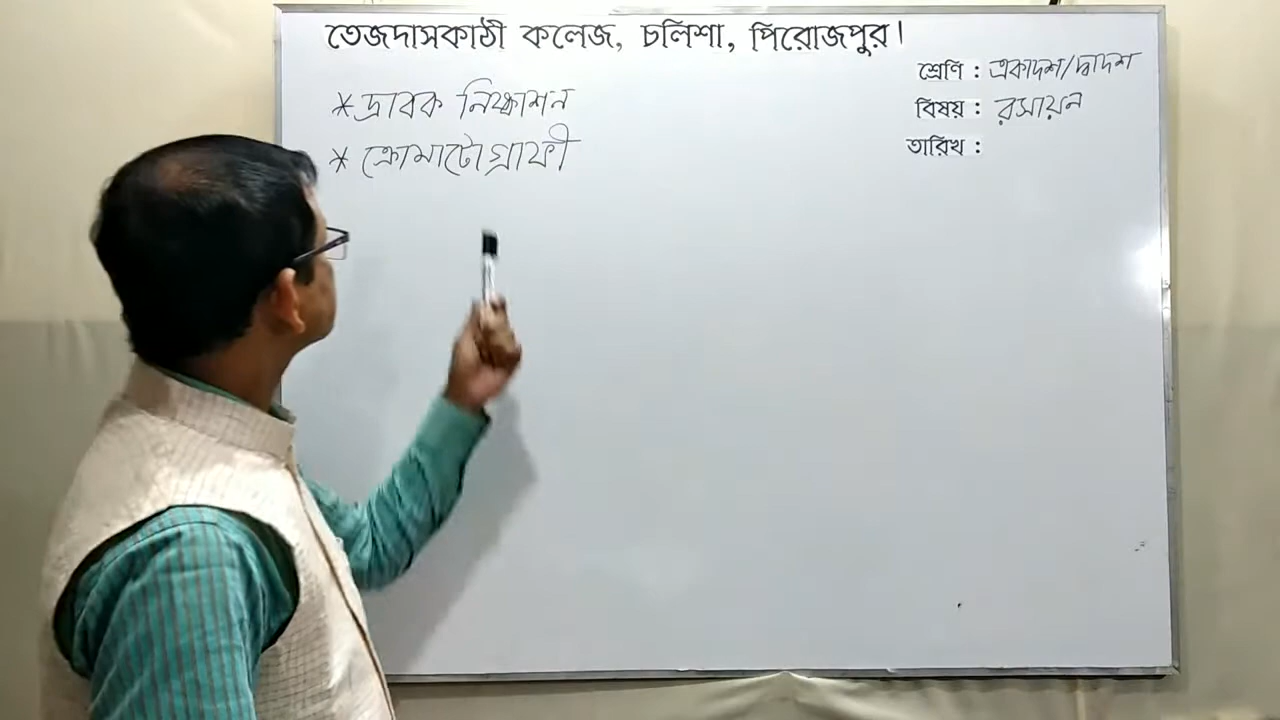 তেজদাসকাঠী কলেজ, চলিশা, পিরোজপুর।
শ্রেণি : একাদশ/দ্বাদশ
বিষয় : রসায়ন
তারিখ :
* দ্রাবক নিষ্কাশন
* ক্রোমাটোগ্রাফী